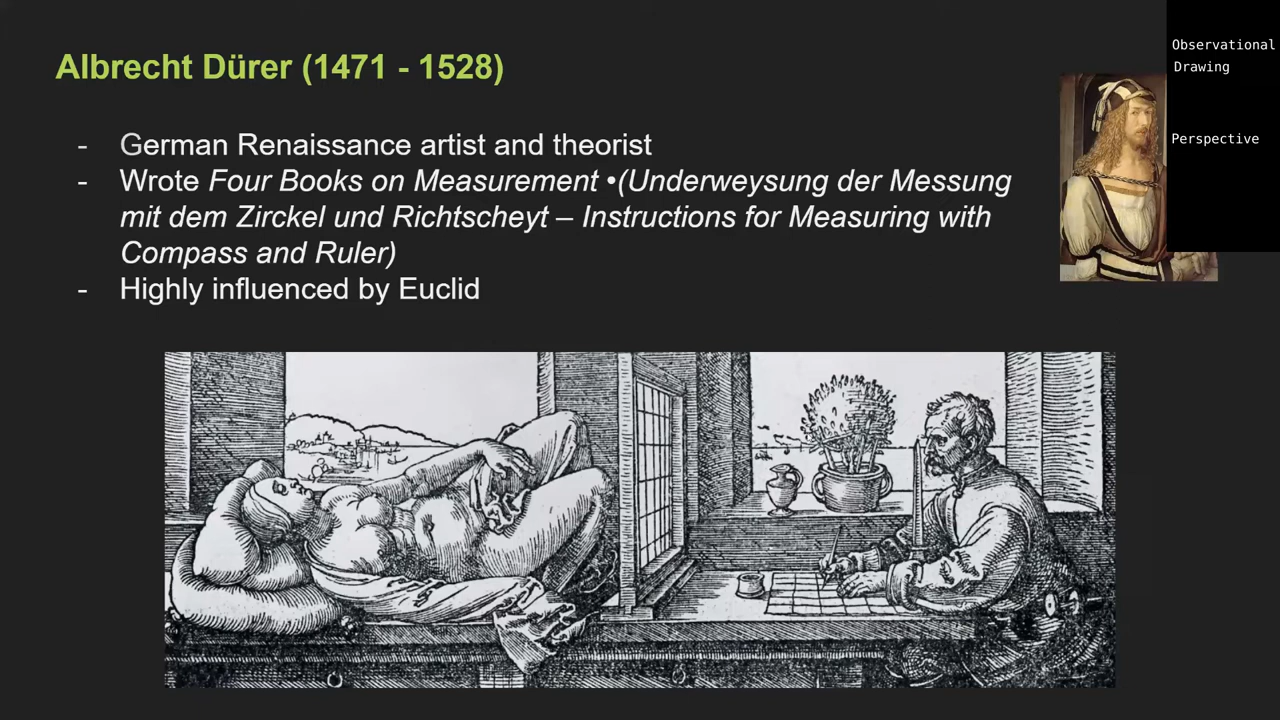 Albrecht Dürer (1471 - 1528)
- German Renaissance artist and theorist
- Wrote Four Books on Measurement •(Underweysung der Messung
mit dem Zirckel und Richtscheyt – Instructions for Measuring with
Compass and Ruler)
- Highly influenced by Euclid
Observational
Drawing
Perspective